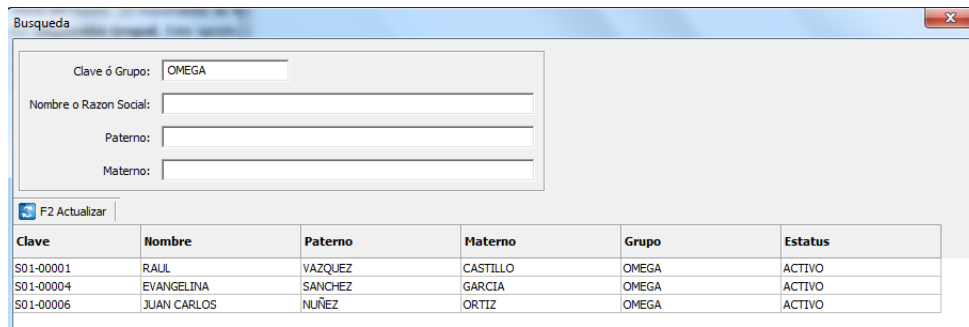 Busqueda
x
Clave ó Grupo: OMEGA
Nombre o Razon Social:
Paterno:
Materno:
F2 Actualizar
Clave Nombre Paterno Materno Grupo Estatus
S01-00001 RAUL VAZQUEZ CASTILLO OMEGA ACTIVO
S01-00004 EVANGELINA SANCHEZ GARCIA OMEGA ACTIVO
S01-00006 JUAN CARLOS NUÑEZ ORTIZ OMEGA ACTIVO